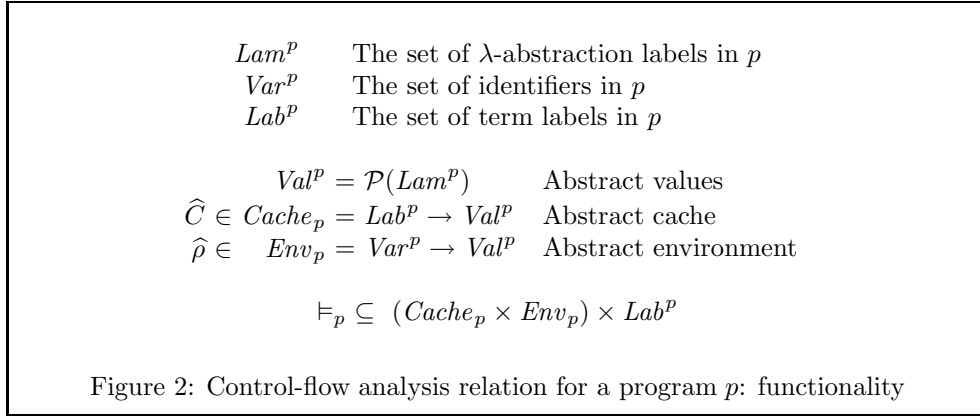 Lam^p The set of λ-abstraction labels in p
Var^p The set of identifiers in p
Lab^p The set of term labels in p
Val^p = 𝒫(Lam^p) Abstract values
Ĉ ∈ Cache_p = Lab^p → Val^p Abstract cache
ρ̂ ∈ Env_p = Var^p → Val^p Abstract environment
⊨_p ⊆ (Cache_p × Env_p) × Lab^p
Figure 2: Control-flow analysis relation for a program p: functionality